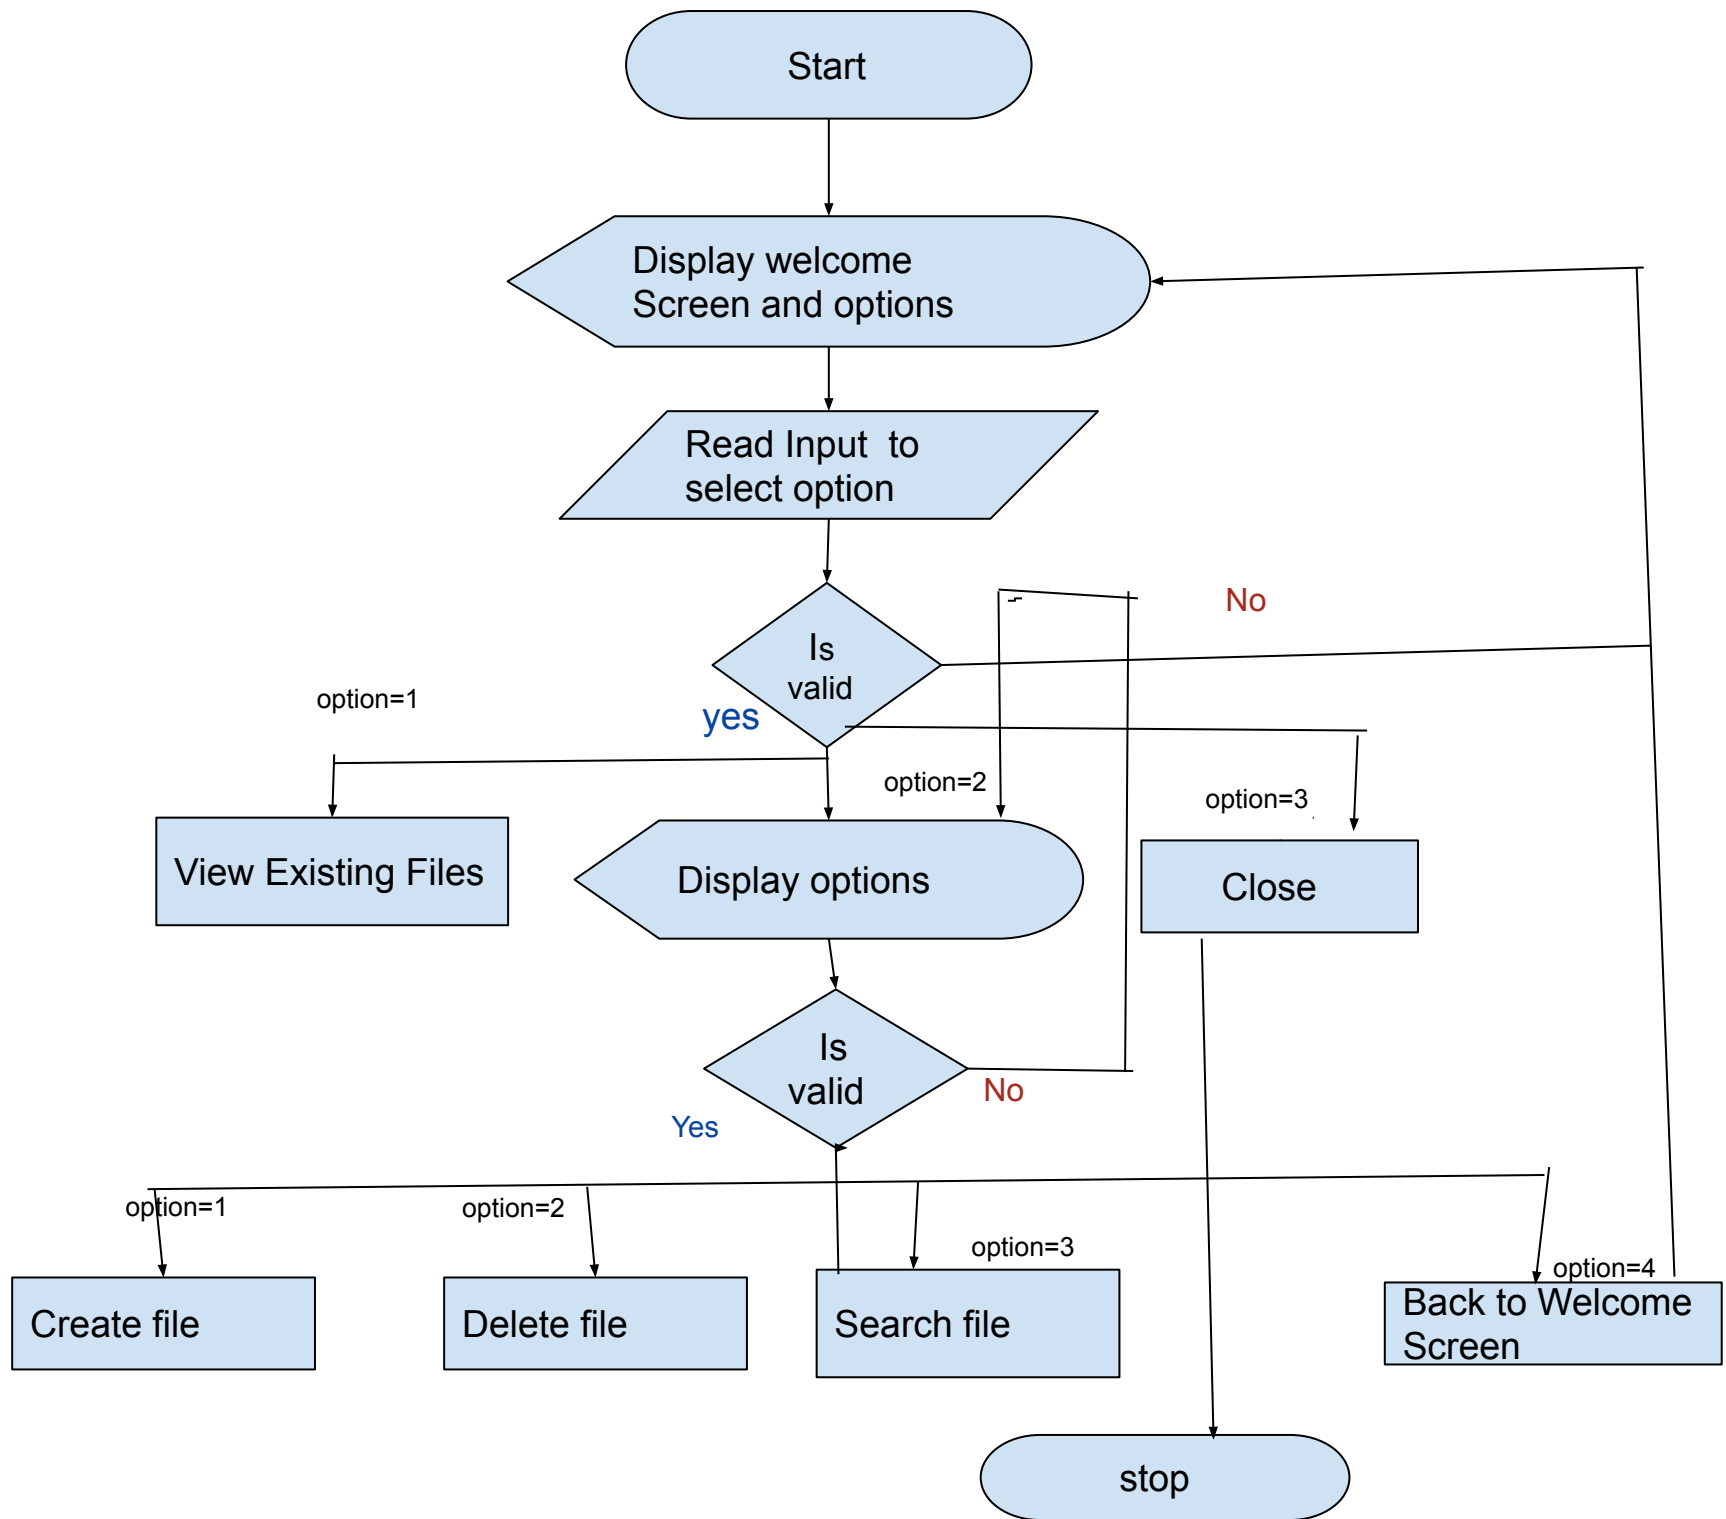 Start
Display welcome
Screen and options
Read Input  to
select option
No
Is
valid
option=1
yes
option=2
option=3
View Existing Files
Display options
Close
Is
valid
No
Yes
option=1
option=2
option=3
option=4
Create file
Delete file
Search file
Back to Welcome
Screen
stop